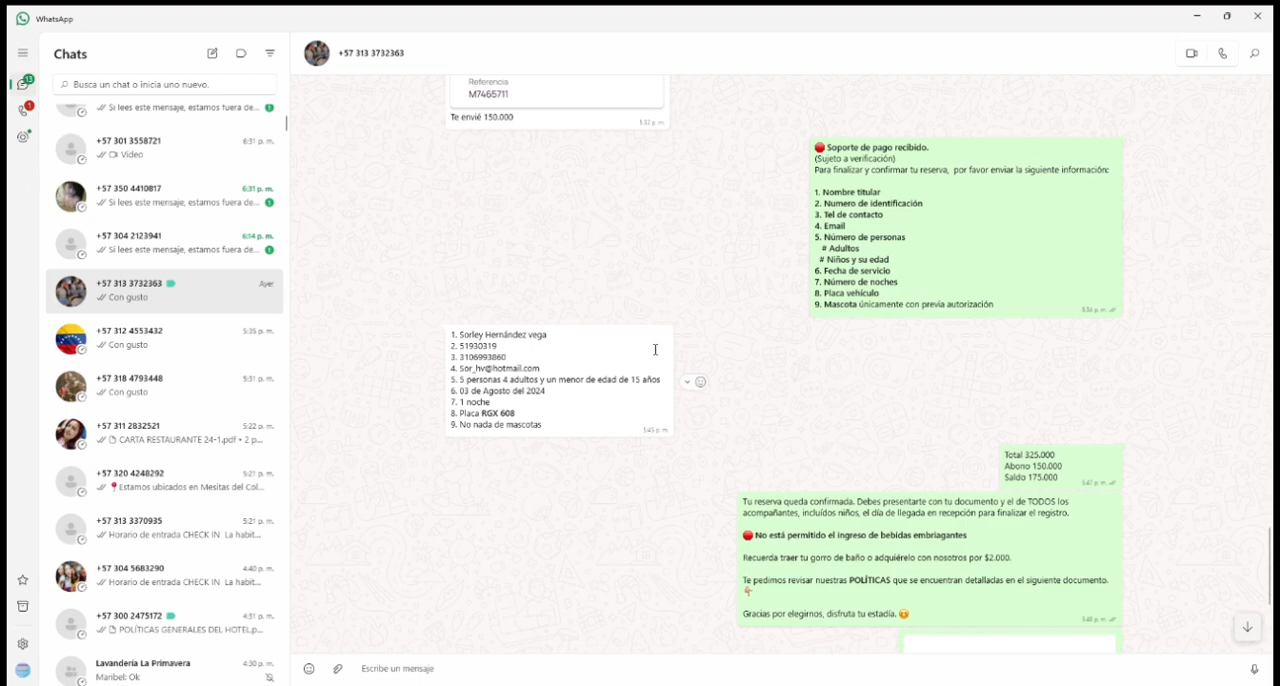 WhatsApp
Chats
Busca un chat o inicia uno nuevo.
13
1
Si lees este mensaje, estamos fuera de... 1
+57 301 3558721 6:31 p. m.
Video
+57 350 4410817 6:31 p. m.
Si lees este mensaje, estamos fuera de... 1
+57 304 2123941 6:14 p. m.
Si lees este mensaje, estamos fuera de... 1
+57 313 3732363 Ayer
Con gusto
+57 312 4553432 5:35 p. m.
Con gusto
+57 318 4793448 5:31 p. m.
Con gusto
+57 311 2832521 5:22 p. m.
CARTA RESTAURANTE 24-1.pdf • 2 p...
+57 320 4248292 5:21 p. m.
Estamos ubicados en Mesitas del Col...
+57 313 3370935 5:21 p. m.
Horario de entrada CHECK IN La habit...
+57 304 5683290 4:40 p. m.
Horario de entrada CHECK IN La habit...
+57 300 2475172 4:31 p. m.
POLÍTICAS GENERALES DEL HOTEL.p...
Lavandería La Primavera 4:30 p. m.
Maribel: Ok
+57 313 3732363
Referencia
M7465711
Te envié 150.000 5:32 p. m.
🔴 Soporte de pago recibido.
(Sujeto a verificación)
Para finalizar y confirmar tu reserva, por favor enviar la siguiente información:
1. Nombre titular
2. Numero de identificación
3. Tel de contacto
4. Email
5. Número de personas
# Adultos
# Niños y su edad
6. Fecha de servicio
7. Número de noches
8. Placa vehículo
9. Mascota únicamente con previa autorización
5:36 p. m.
1. Sorley Hernández vega
2. 51930319
3. 3106993860
4. Sor_hv@hotmail.com
5. 5 personas 4 adultos y un menor de edad de 15 años
6. 03 de Agosto del 2024
7. 1 noche
8. Placa RGX 608
9. No nada de mascotas
5:45 p. m.
Total 325.000
Abono 150.000
Saldo 175.000
5:47 p. m.
Tu reserva queda confirmada. Debes presentarte con tu documento y el de TODOS los
acompañantes, incluídos niños, el día de llegada en recepción para finalizar el registro.
🔴 No está permitido el ingreso de bebidas embriagantes
Recuerda traer tu gorro de baño o adquiérelo con nosotros por $2.000.
Te pedimos revisar nuestras POLÍTICAS que se encuentran detalladas en el siguiente documento.
Gracias por elegirnos, disfruta tu estadía. 😊
5:48 p. m.
Escribe un mensaje